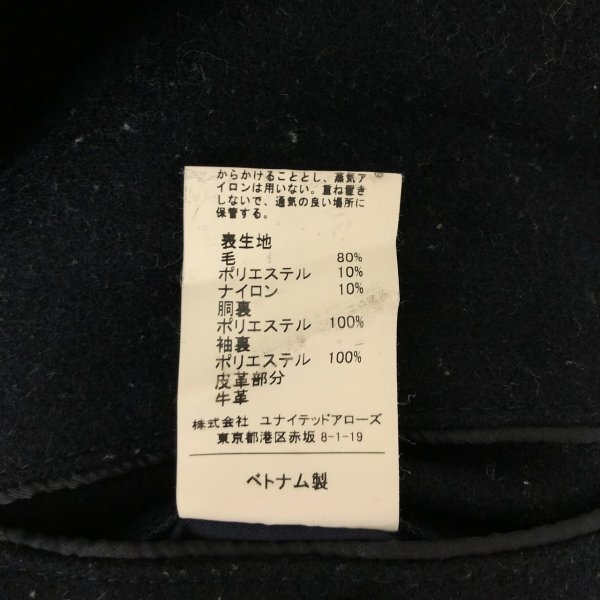 からかけることとし、蒸気ア
イロンは用いない。重ね置き
しないで、通気の良い場所に
保管する。
表生地
毛 80%
ポリエステル 10%
ナイロン 10%
胴裏
ポリエステル 100%
袖裏
ポリエステル 100%
皮革部分
牛革
株式会社 ユナイテッドアローズ
東京都港区赤坂 8-1-19
ベトナム製